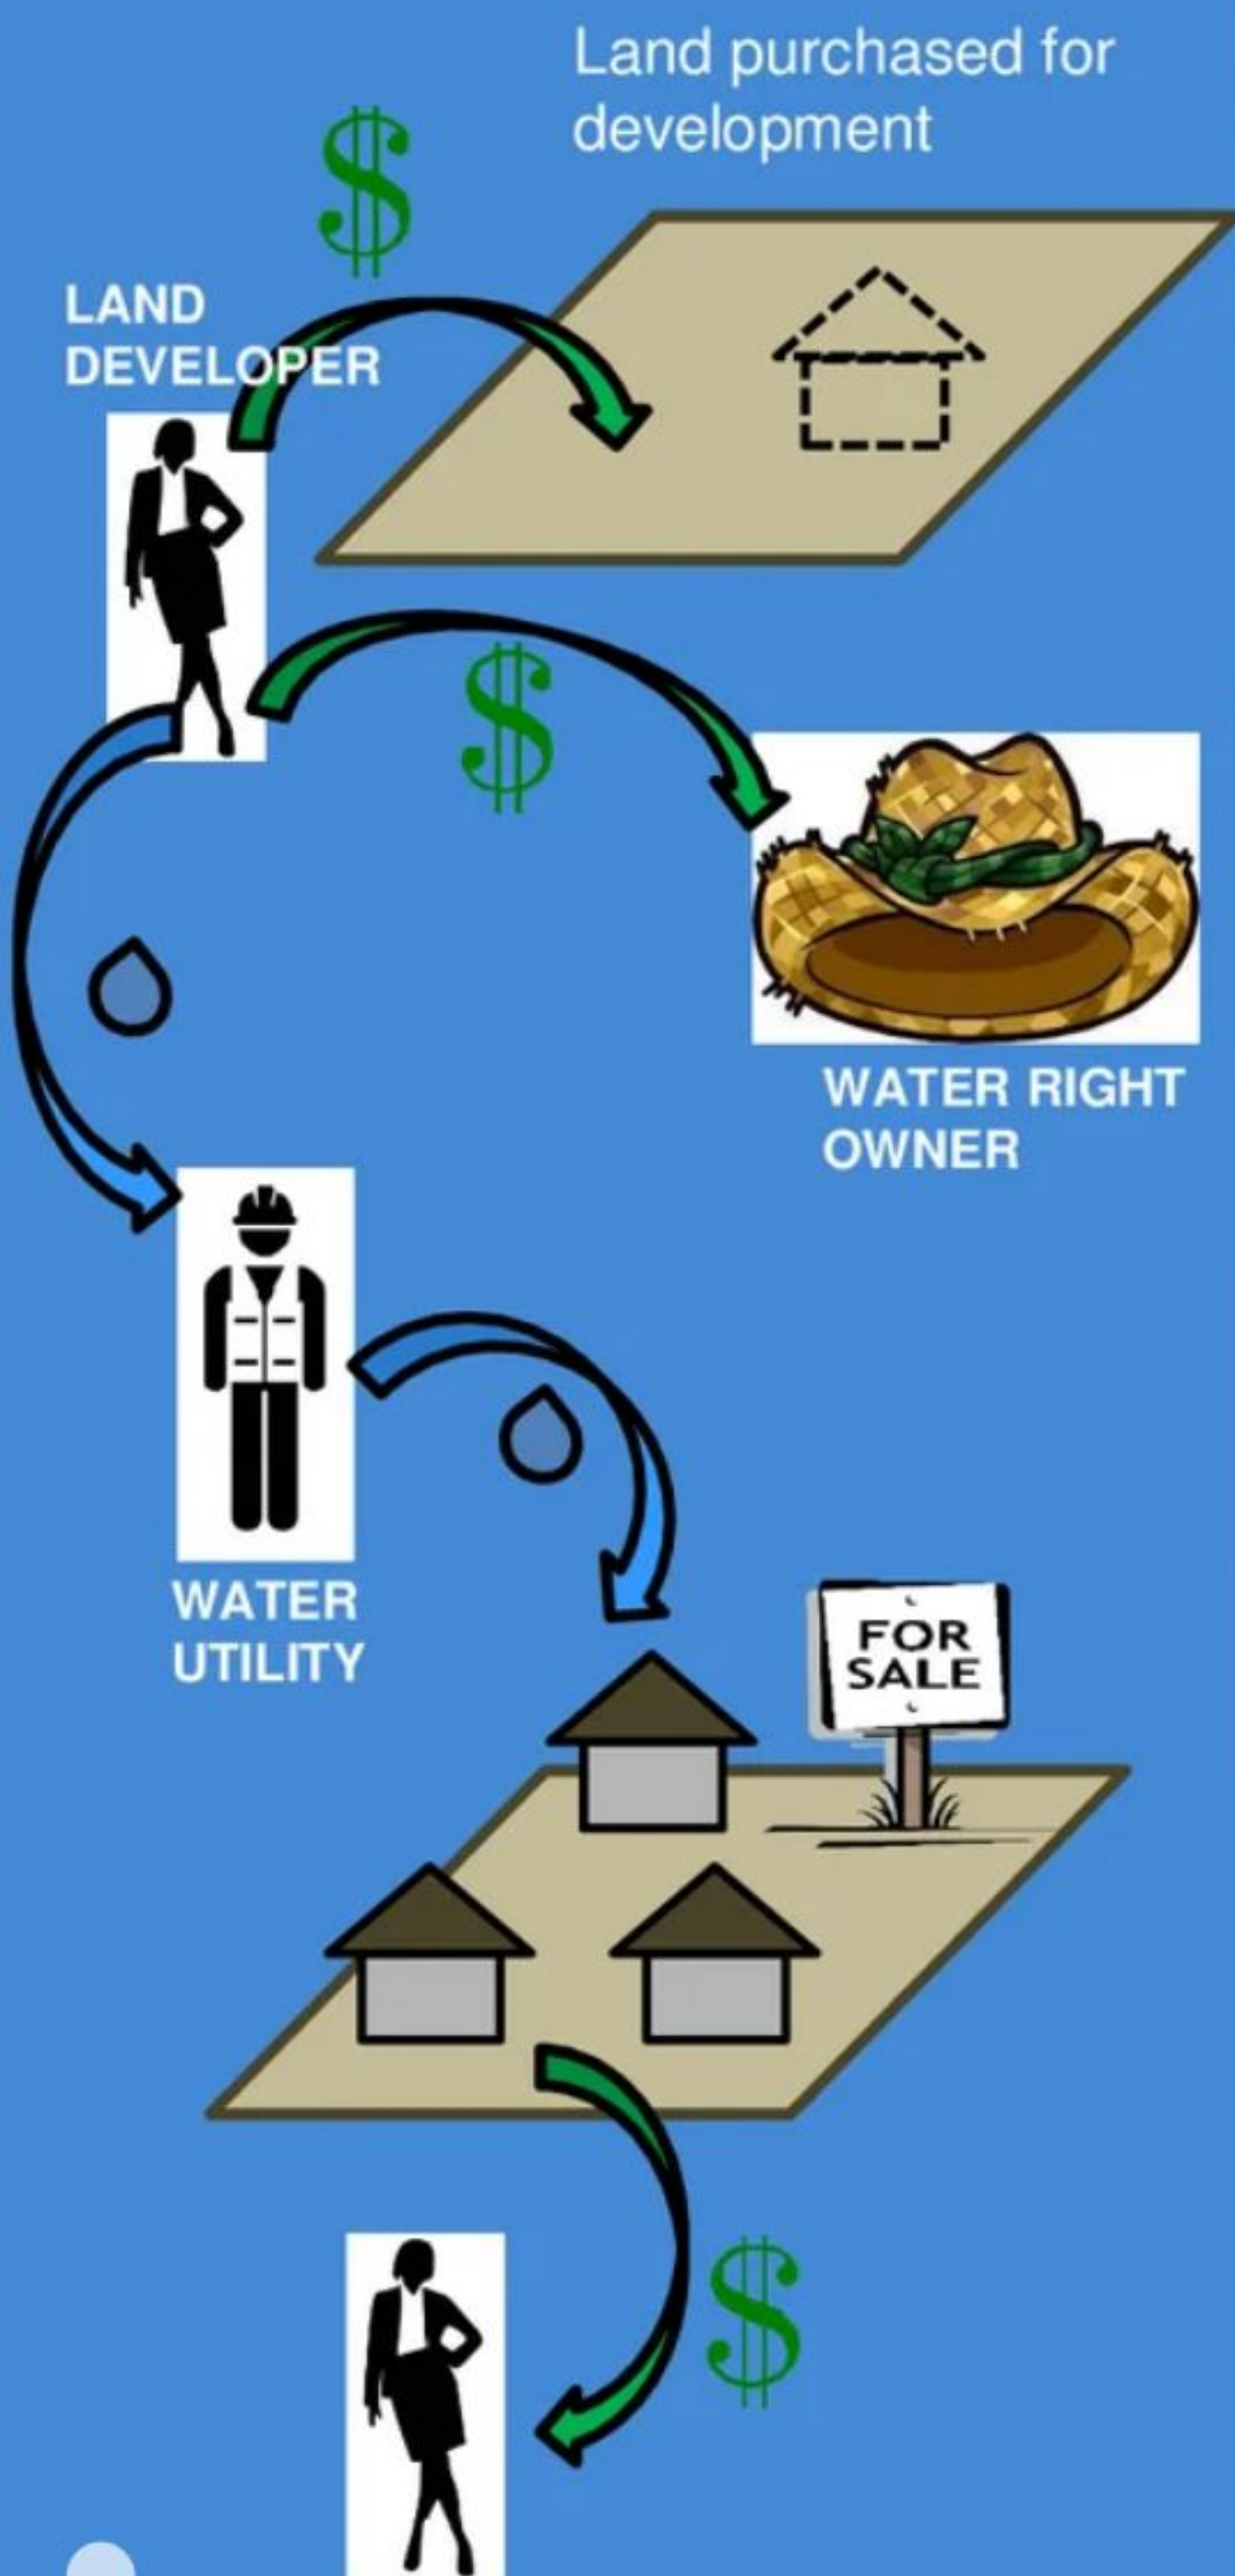 Land purchased for
development
$
LAND
DEVELOPER
$
WATER RIGHT
OWNER
WATER
UTILITY
FOR
SALE
$